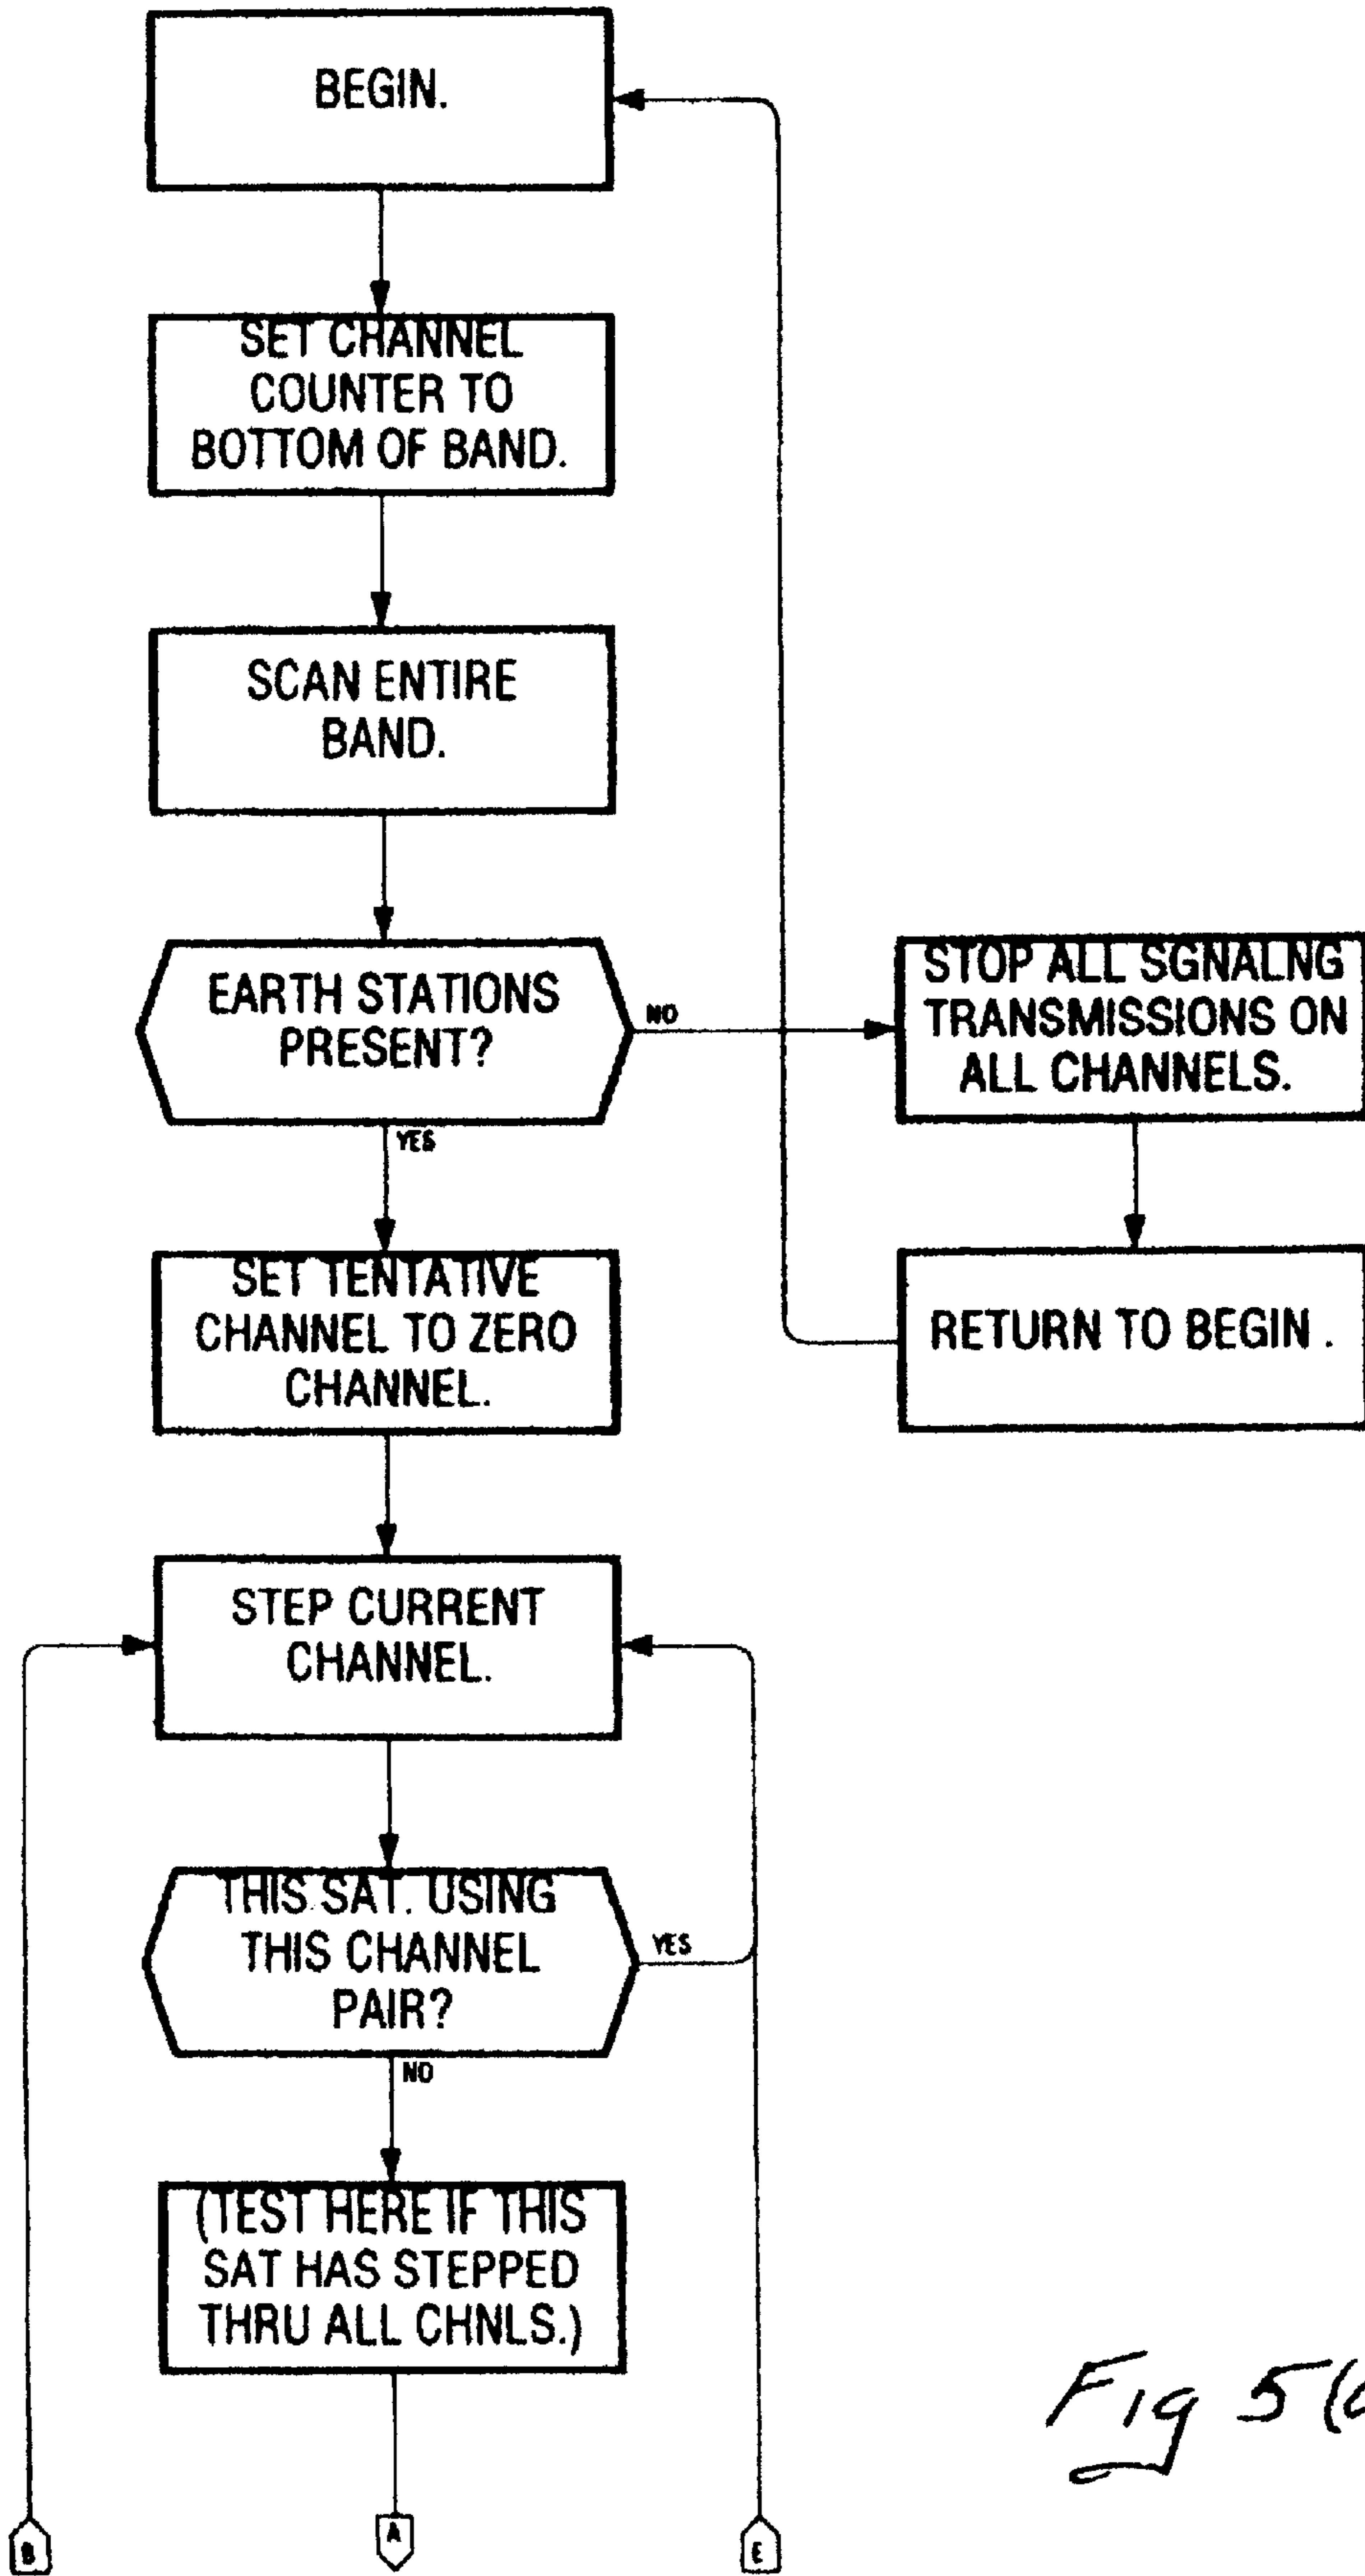 BEGIN.
SET CHANNEL
COUNTER TO
BOTTOM OF BAND.
SCAN ENTIRE
BAND.
EARTH STATIONS
PRESENT?
NO
YES
STOP ALL SGNALNG
TRANSMISSIONS ON
ALL CHANNELS.
RETURN TO BEGIN .
SET TENTATIVE
CHANNEL TO ZERO
CHANNEL.
STEP CURRENT
CHANNEL.
THIS SAT. USING
THIS CHANNEL
PAIR?
YES
NO
(TEST HERE IF THIS
SAT HAS STEPPED
THRU ALL CHNLS.)
Fig 5(
B
A
E